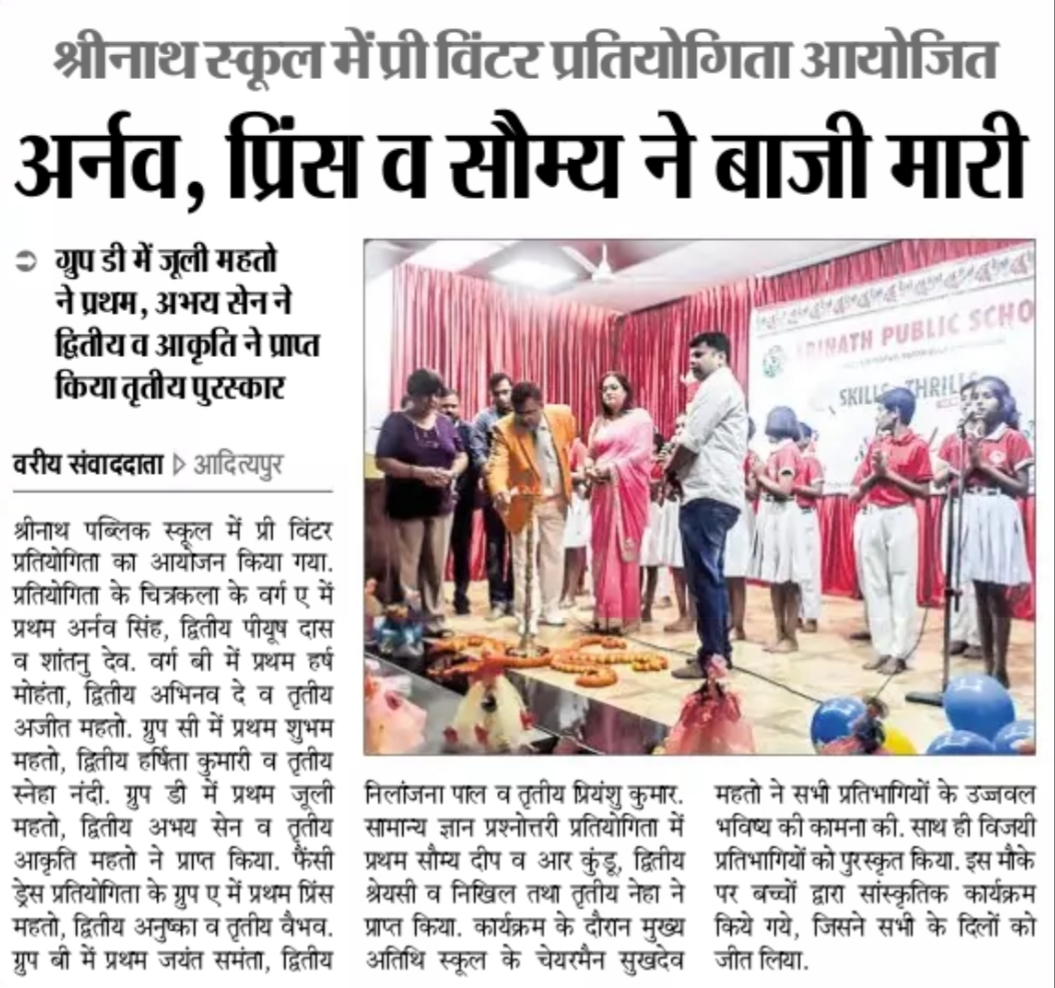 श्रीनाथ स्कूल में प्री विंटर प्रतियोगिता आयोजित
अर्नव, प्रिंस व सौम्य ने बाजी मारी
ग्रुप डी में जूली महतो
ने प्रथम, अभय सेन ने
द्वितीय व आकृति ने प्राप्त
किया तृतीय पुरस्कार
वरीय संवाददाता ▷ आदित्यपुर
श्रीनाथ पब्लिक स्कूल में प्री विंटर
प्रतियोगिता का आयोजन किया गया.
प्रतियोगिता के चित्रकला के वर्ग ए में
प्रथम अर्नव सिंह, द्वितीय पीयूष दास
व शांतनु देव. वर्ग बी में प्रथम हर्ष
मोहंता, द्वितीय अभिनव दे व तृतीय
अजीत महतो. ग्रुप सी में प्रथम शुभम
महतो, द्वितीय हर्षिता कुमारी व तृतीय
स्नेहा नंदी. ग्रुप डी में प्रथम जूली
महतो, द्वितीय अभय सेन व तृतीय
आकृति महतो ने प्राप्त किया. फैंसी
ड्रेस प्रतियोगिता के ग्रुप ए में प्रथम प्रिंस
महतो, द्वितीय अनुष्का व तृतीय वैभव.
ग्रुप बी में प्रथम जयंत समंता, द्वितीय
RINATH PUBLIC SCHO
SKILL THRILLS
निलांजना पाल व तृतीय प्रियंशु कुमार.
सामान्य ज्ञान प्रश्नोत्तरी प्रतियोगिता में
प्रथम सौम्य दीप व आर कुंडू, द्वितीय
श्रेयसी व निखिल तथा तृतीय नेहा ने
प्राप्त किया. कार्यक्रम के दौरान मुख्य
अतिथि स्कूल के चेयरमैन सुखदेव
महतो ने सभी प्रतिभागियों के उज्जवल
भविष्य की कामना की. साथ ही विजयी
प्रतिभागियों को पुरस्कृत किया. इस मौके
पर बच्चों द्वारा सांस्कृतिक कार्यक्रम
किये गये, जिसने सभी के दिलों को
जीत लिया.